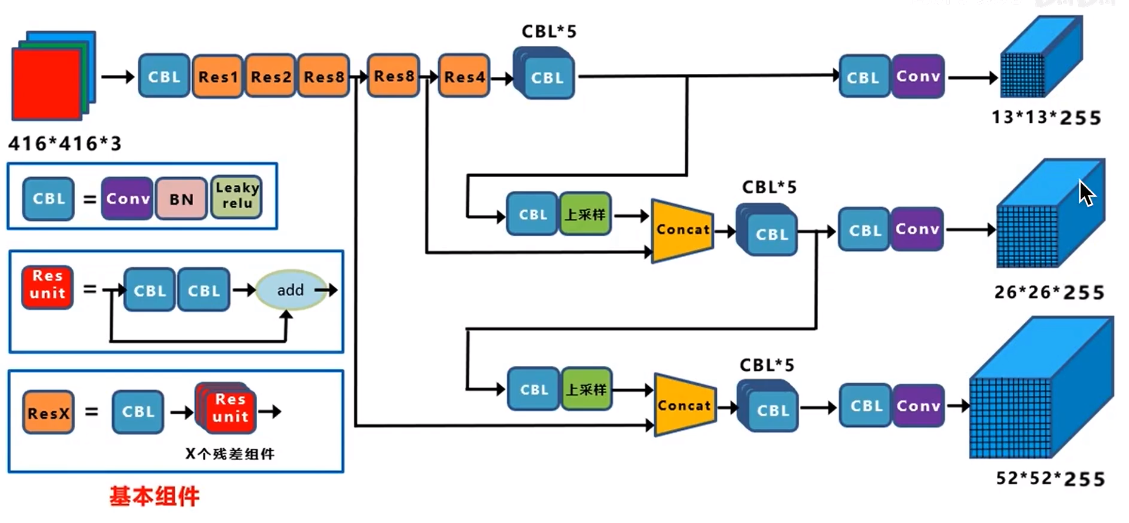 CBL*5
CBL Res1 Res2 Res8 Res8 Res4 CBL CBL Conv
13*13*255
416*416*3
CBL = Conv BN Leaky relu
CBL*5
CBL 上采样 Concat CBL CBL Conv
26*26*255
Res unit = CBL CBL add
CBL*5
CBL 上采样 Concat CBL CBL Conv
52*52*255
ResX = CBL Res unit
X个残差组件
基本组件